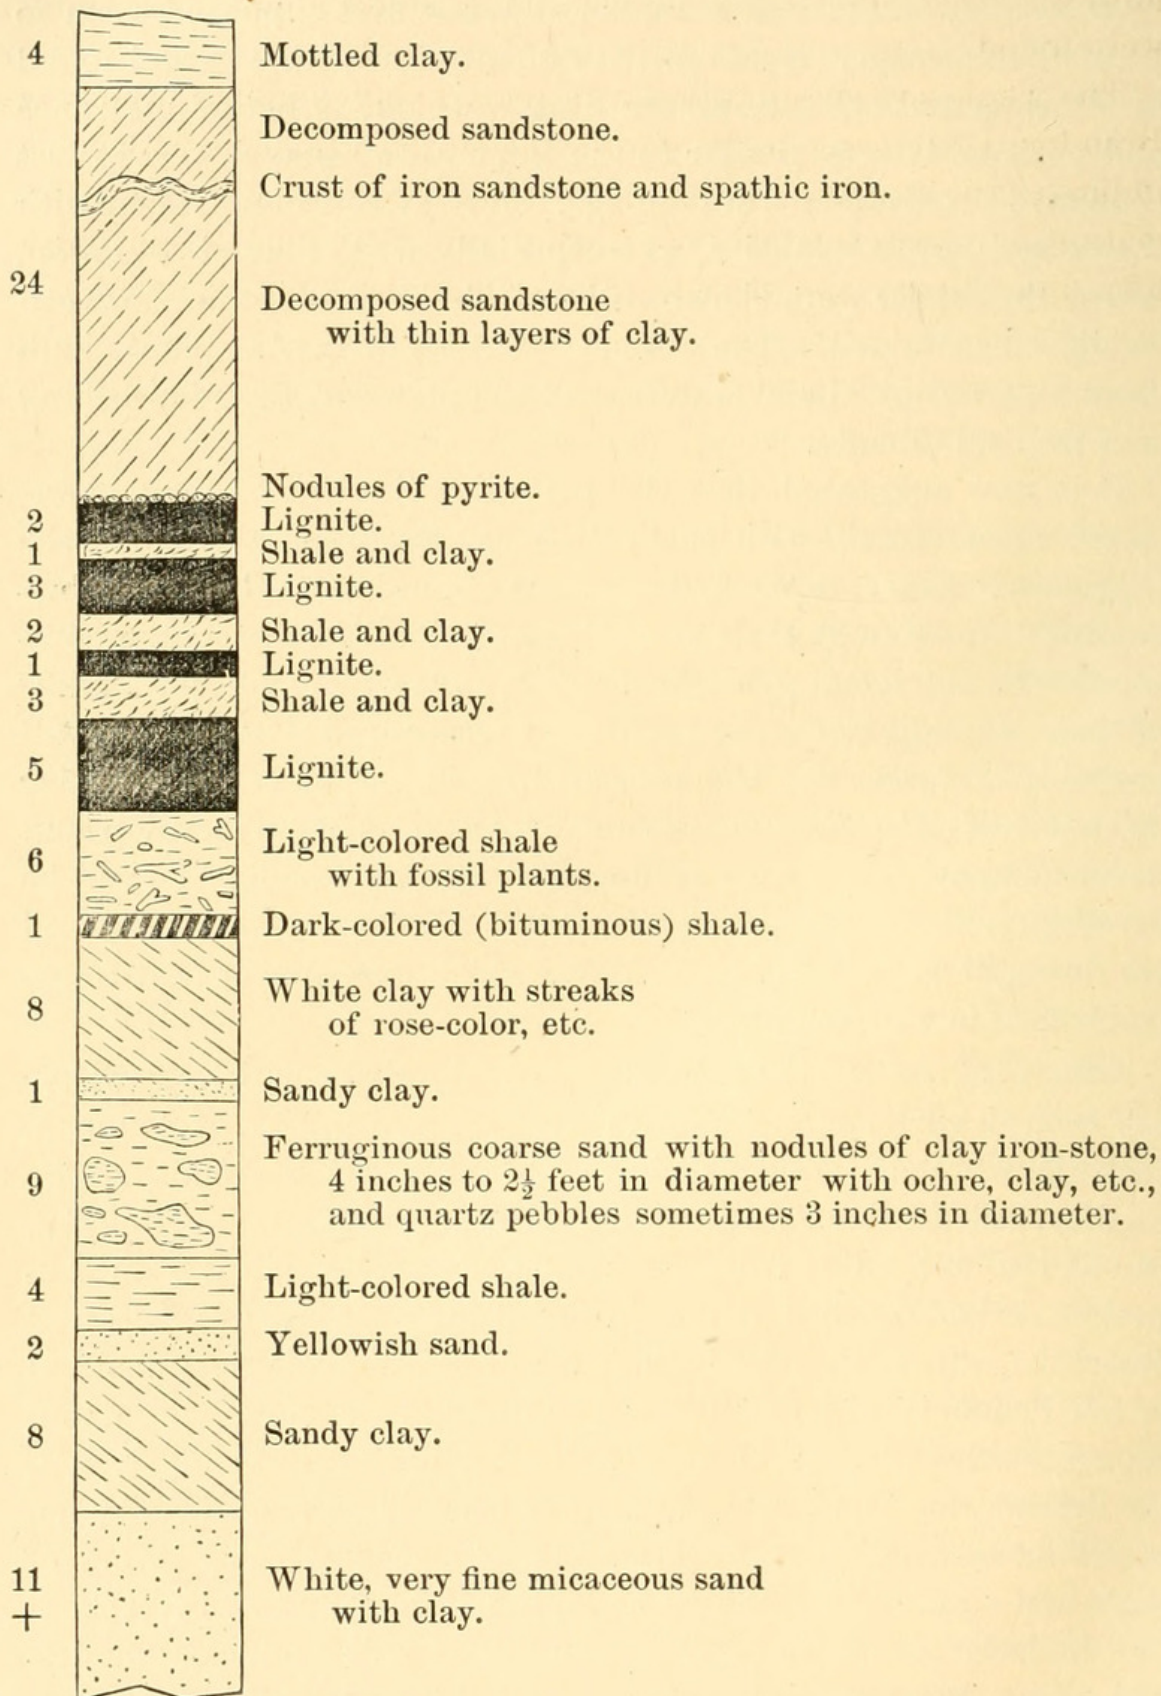 4 Mottled clay.
Decomposed sandstone.
Crust of iron sandstone and spathic iron.
24 Decomposed sandstone
with thin layers of clay.
Nodules of pyrite.
2 Lignite.
1 Shale and clay.
3 Lignite.
2 Shale and clay.
1 Lignite.
3 Shale and clay.
5 Lignite.
6 Light-colored shale
with fossil plants.
1 Dark-colored (bituminous) shale.
8 White clay with streaks
of rose-color, etc.
1 Sandy clay.
Ferruginous coarse sand with nodules of clay iron-stone,
9 4 inches to 2½ feet in diameter with ochre, clay, etc.,
and quartz pebbles sometimes 3 inches in diameter.
4 Light-colored shale.
2 Yellowish sand.
8 Sandy clay.
11 White, very fine micaceous sand
+ with clay.